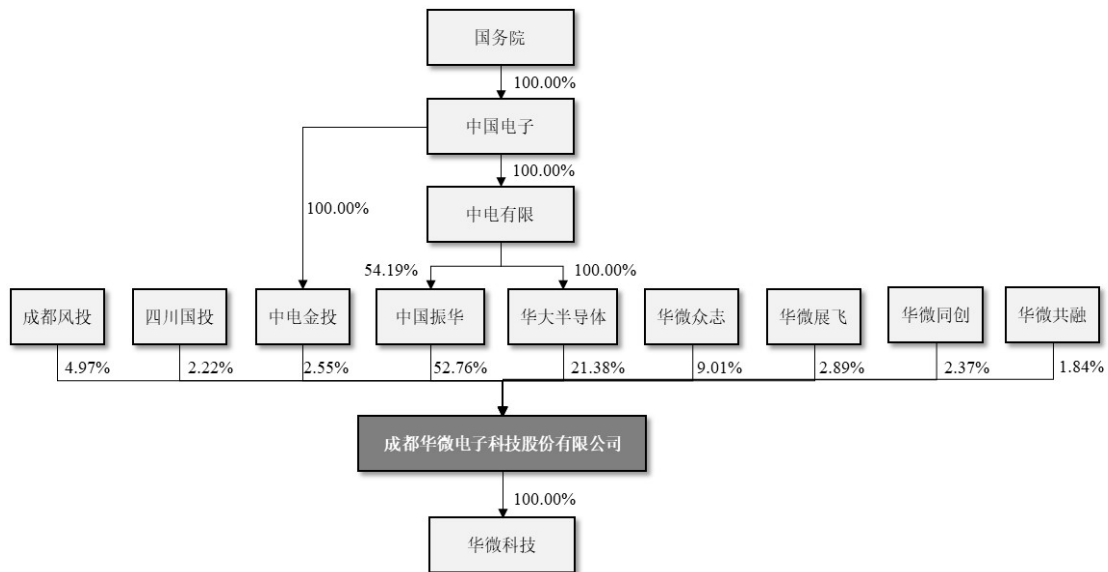 国务院
100.00%
中国电子
100.00%
100.00%
中电有限
54.19%
100.00%
成都风投
四川国投
中电金投
中国振华
华大半导体
华微众志
华微展飞
华微同创
华微共融
4.97%
2.22%
2.55%
52.76%
21.38%
9.01%
2.89%
2.37%
1.84%
成都华微电子科技股份有限公司
100.00%
华微科技